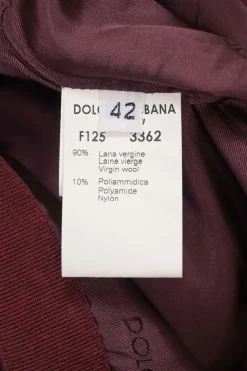 42
DOLC BANA
F125 3362
90% Lana vergine
Laine vierge
Virgin wool
10% Poliammidica
Polyamide
Nylon